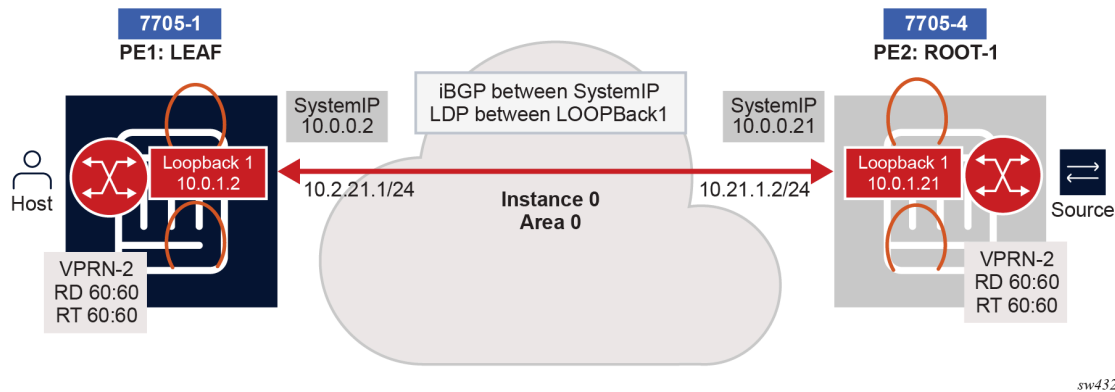 7705-1
PE1: LEAF
7705-4
PE2: ROOT-1
iBGP between SystemIP
LDP between LOOPBack1
SystemIP
10.0.0.2
SystemIP
10.0.0.21
Host
Loopback 1
10.0.1.2
10.2.21.1/24
Instance 0
Area 0
10.21.1.2/24
Loopback 1
10.0.1.21
Source
VPRN-2
RD 60:60
RT 60:60
VPRN-2
RD 60:60
RT 60:60
sw432